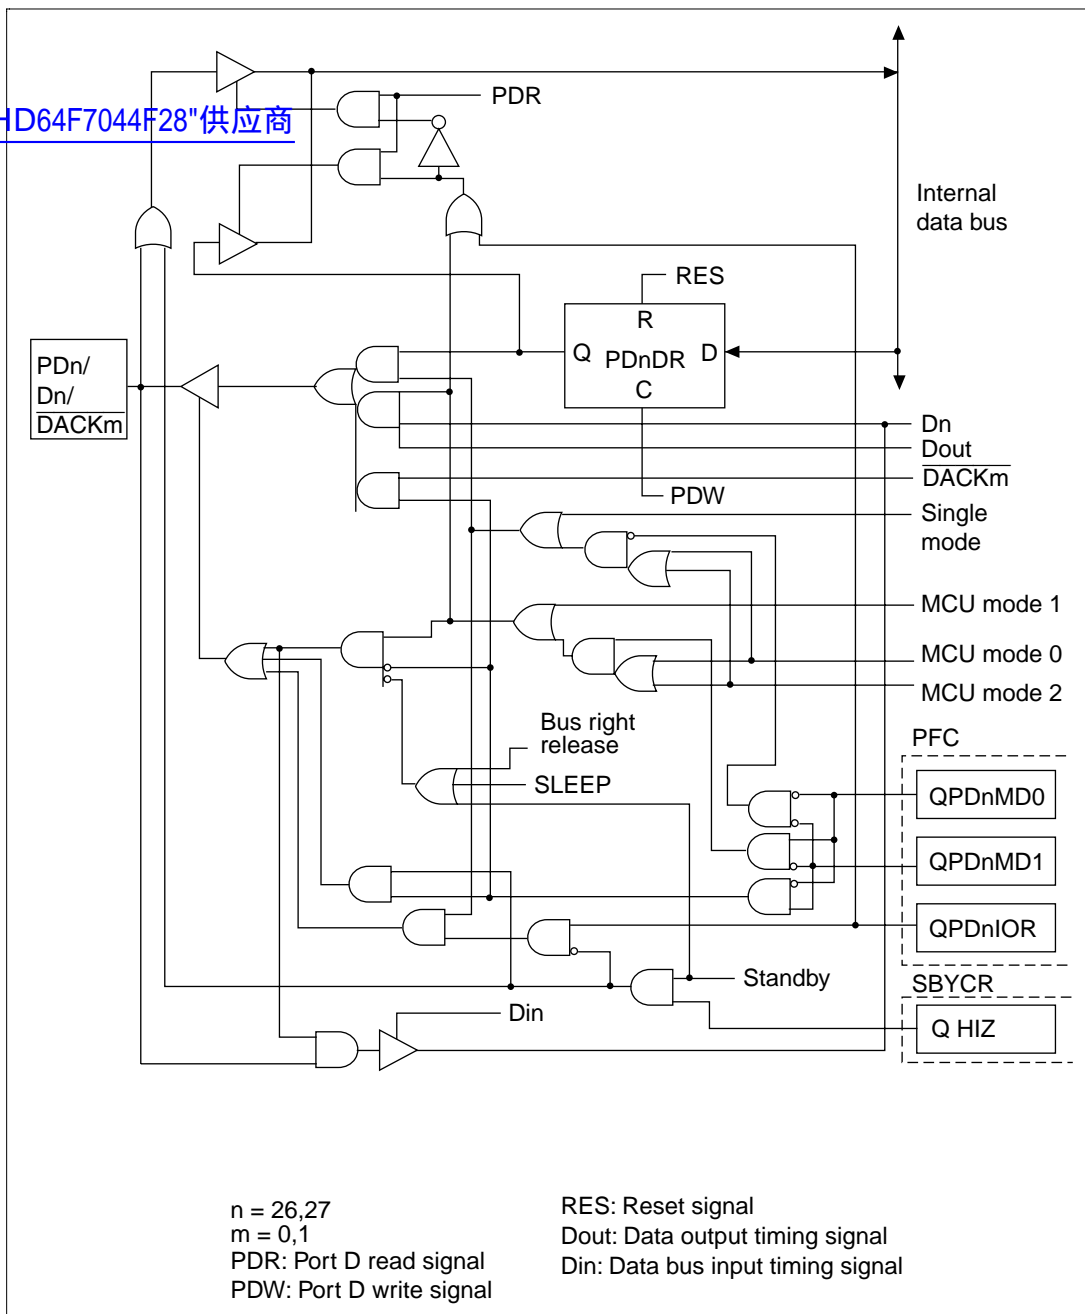 PDR
HD64F7044F28"供应商
Internal
data bus
RES
R
Q PDnDR D
C
PDn/
Dn/
DACKm
Dn
Dout
DACKm
PDW
Single
mode
MCU mode 1
MCU mode 0
MCU mode 2
Bus right
release
SLEEP
PFC
QPDnMD0
QPDnMD1
QPDnIOR
Standby
SBYCR
Q HIZ
Din
n = 26,27
m = 0,1
PDR: Port D read signal
PDW: Port D write signal
RES: Reset signal
Dout: Data output timing signal
Din: Data bus input timing signal